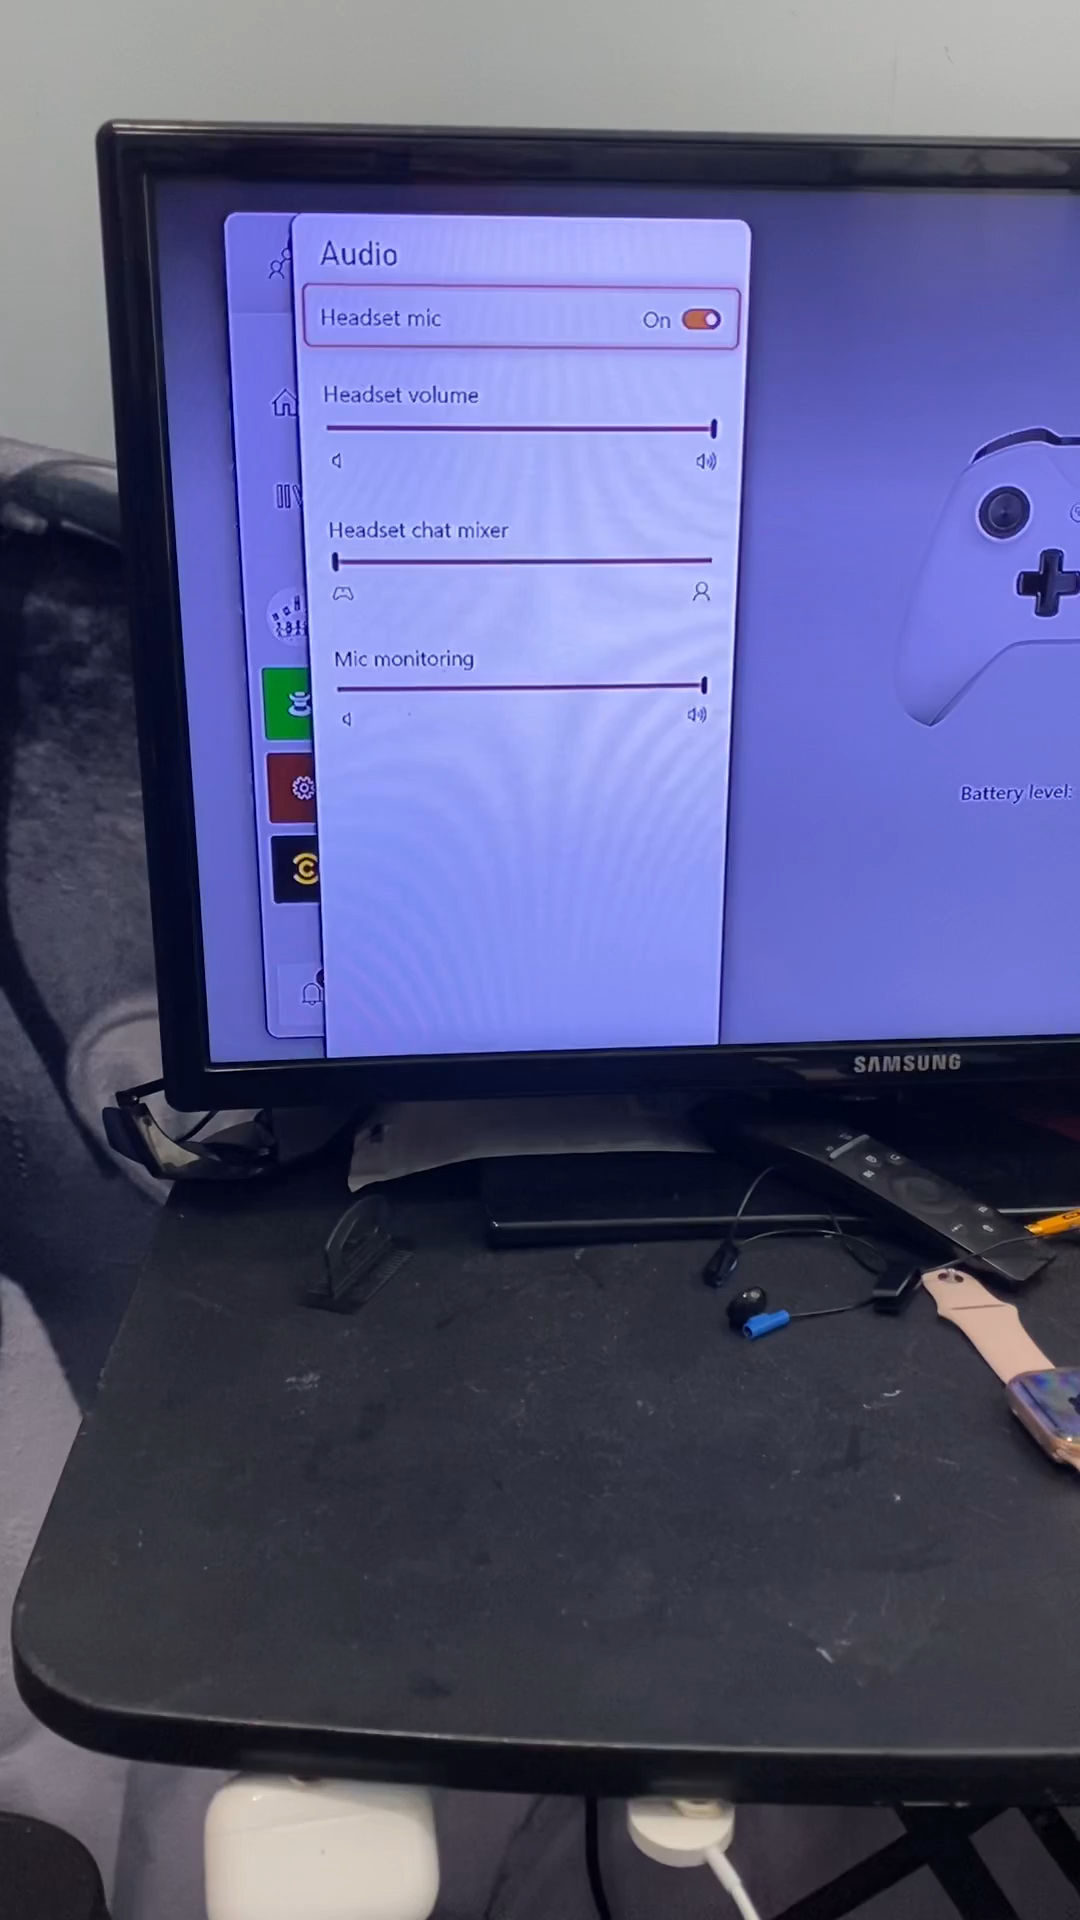 Audio
Headset mic
On
Headset volume
Headset chat mixer
Mic monitoring
Battery level:
SAMSUNG